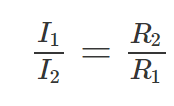 I₁/I₂ = R₂/R₁